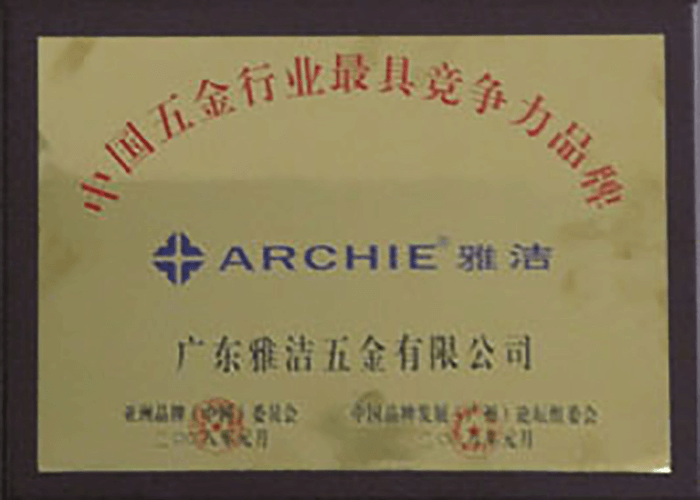 中国五金行业最具竞争力品牌
ARCHIE® 雅洁
广东雅洁五金有限公司
亚洲品牌(中国)委员会
二〇〇八年元月
中国品牌发展(广州)论坛组委会
二〇〇八年元月